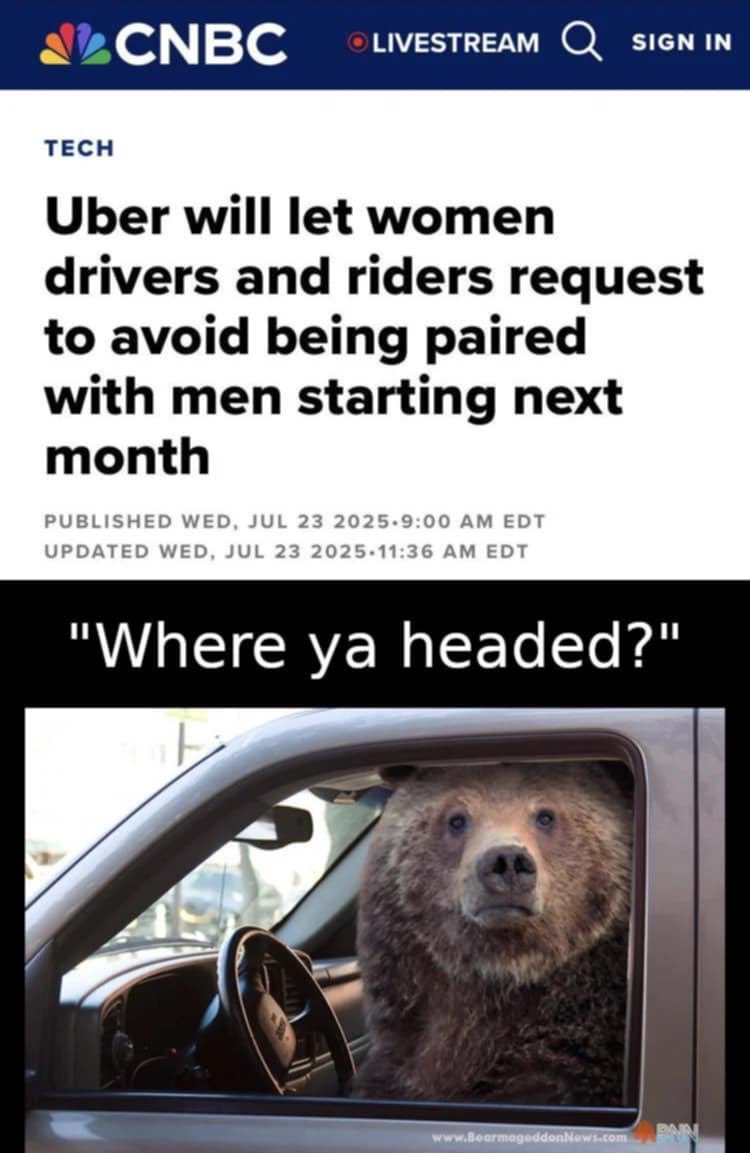 CNBC LIVESTREAM SIGN IN
TECH
Uber will let women
drivers and riders request
to avoid being paired
with men starting next
month
PUBLISHED WED, JUL 23 2025•9:00 AM EDT
UPDATED WED, JUL 23 2025•11:36 AM EDT
"Where ya headed?"
www.BearmageddonNews.com BNN